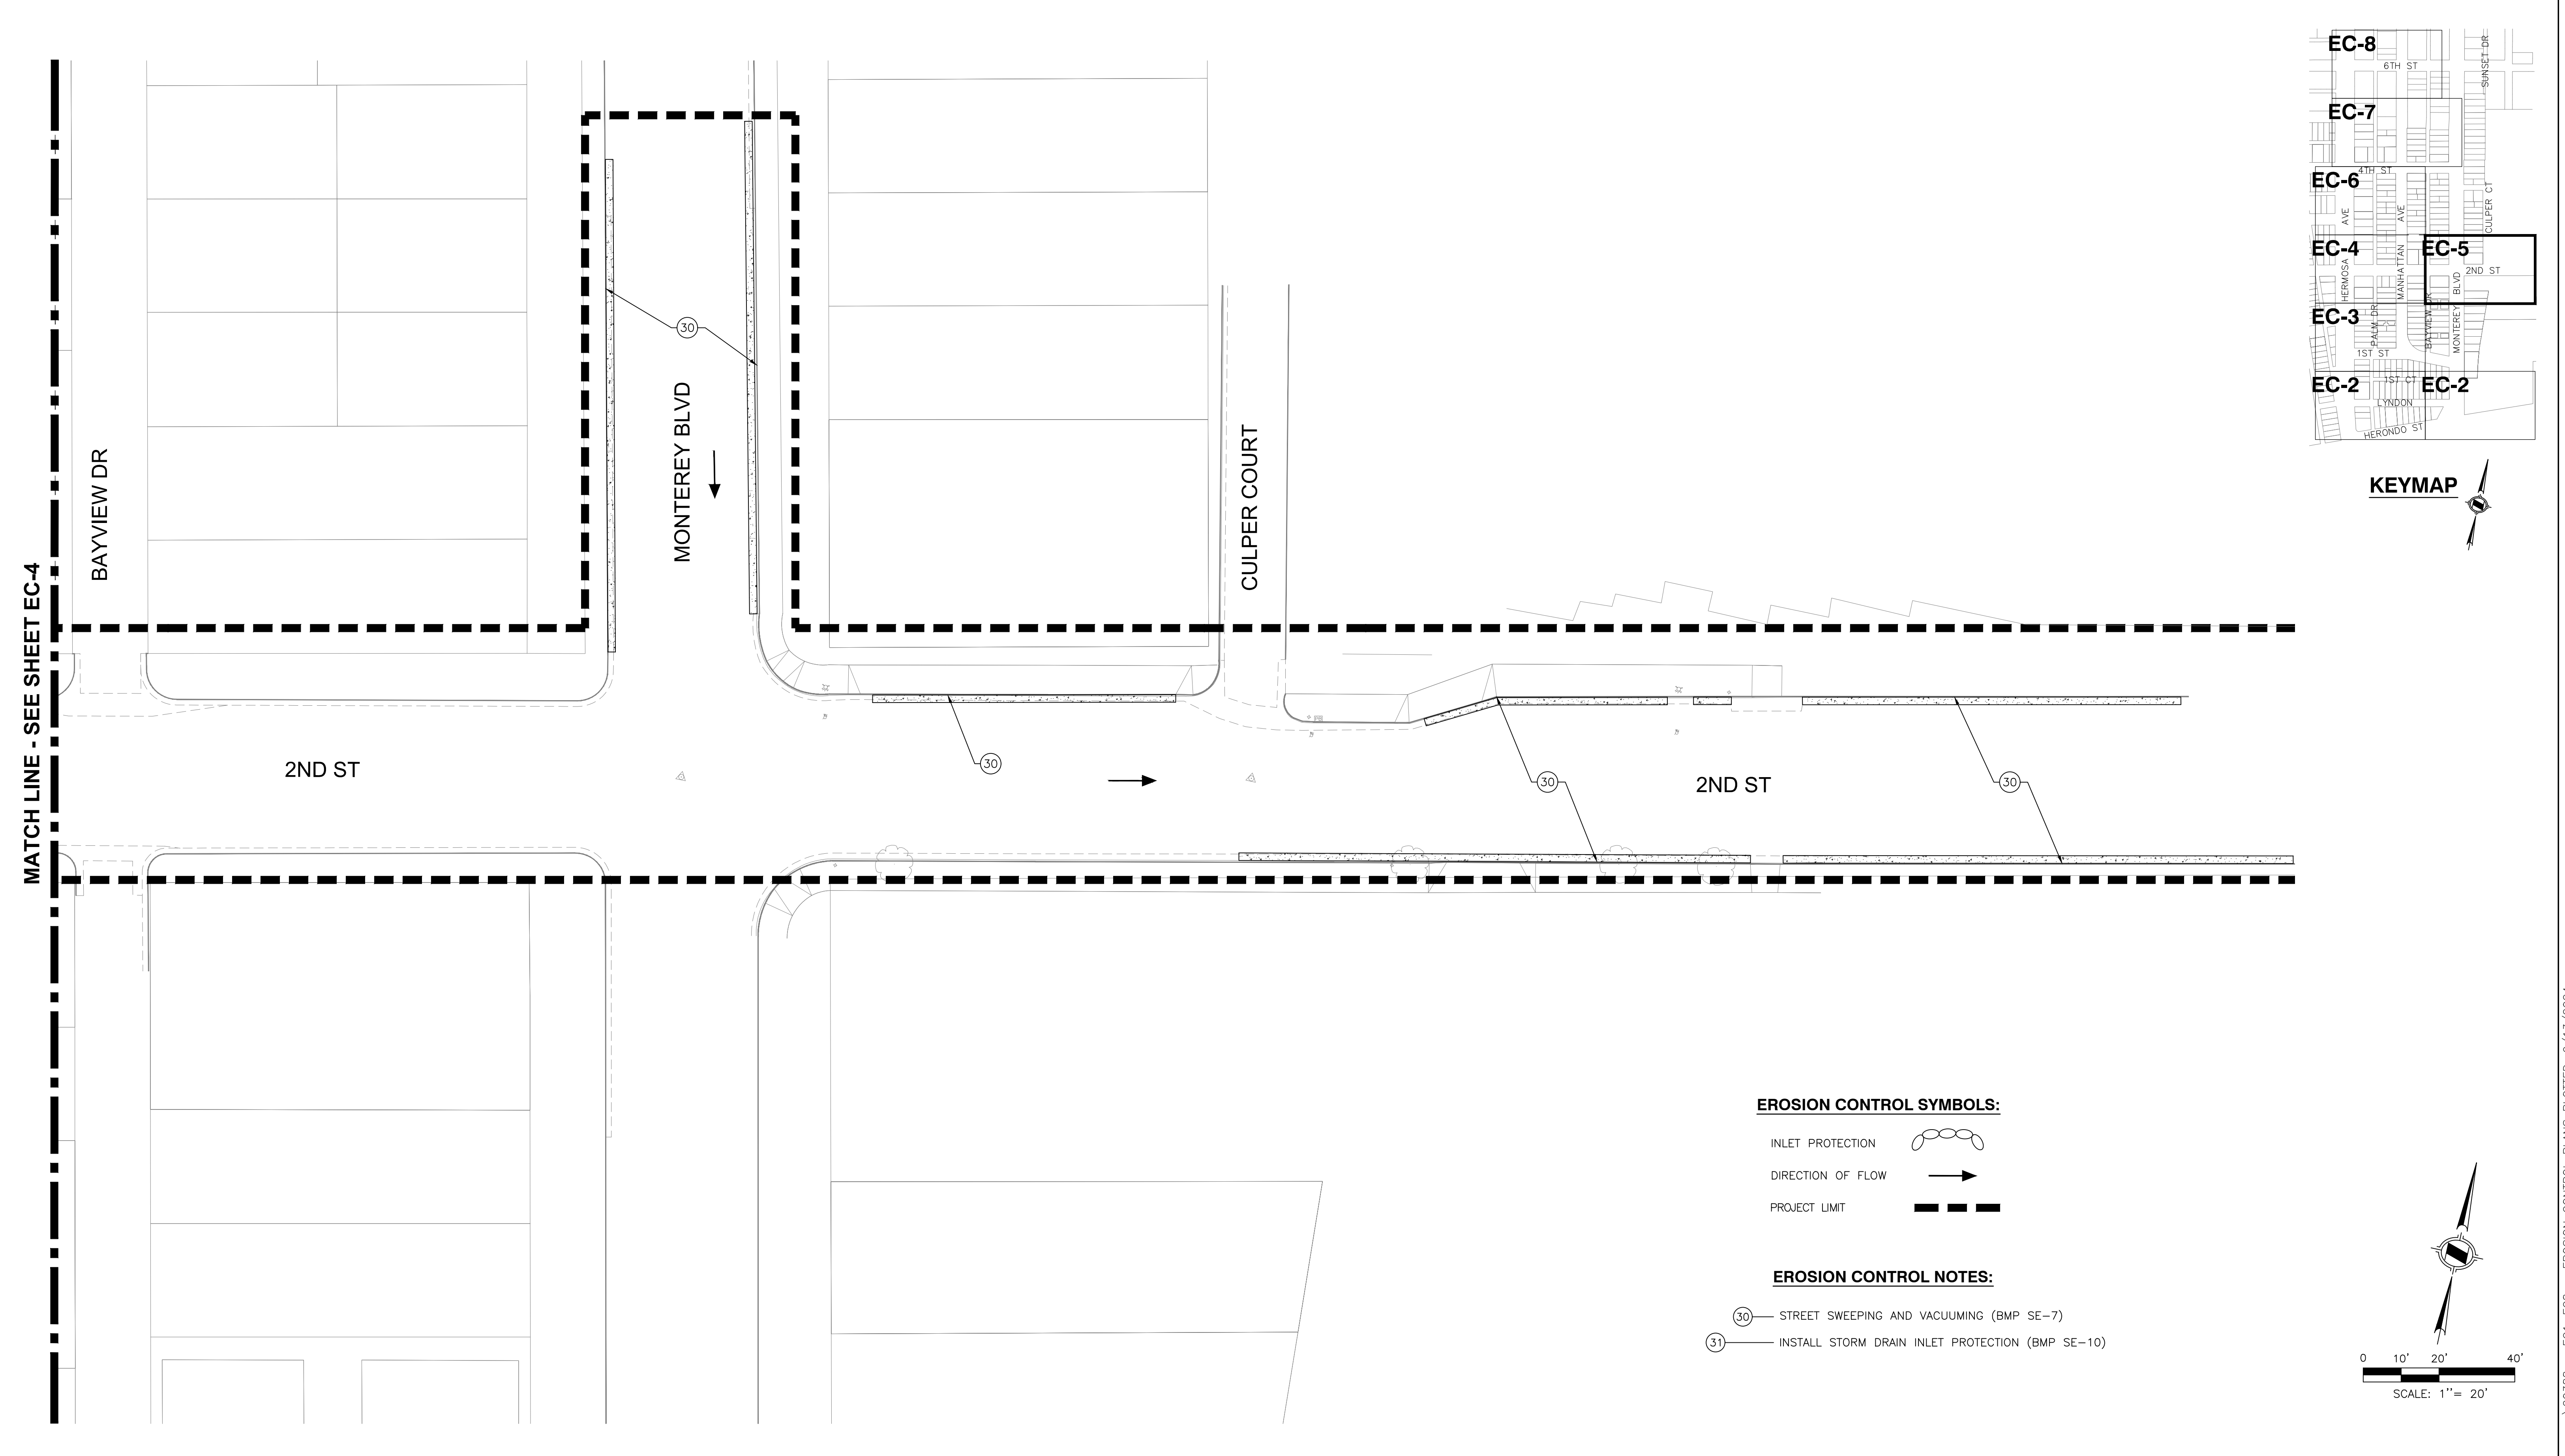 MATCH LINE - SEE SHEET EC-4
BAYVIEW DR
MONTEREY BLVD
CULPER COURT
30
30
30
30
2ND ST
2ND ST
EC-8
6TH ST
SUNSET DR
EC-7
4TH ST
EC-6
HERMOSA AVE
MANHATTAN AVE
CULPER CT
EC-4
EC-5
2ND ST
EC-3
PALM DR
BAYVIEW DR
MONTEREY BLVD
1ST ST
EC-2
1ST CT
EC-2
LYNDON
HERONDO ST
KEYMAP
EROSION CONTROL SYMBOLS:
INLET PROTECTION
DIRECTION OF FLOW
PROJECT LIMIT
EROSION CONTROL NOTES:
30 STREET SWEEPING AND VACUUMING (BMP SE-7)
31 INSTALL STORM DRAIN INLET PROTECTION (BMP SE-10)
0 10' 20' 40'
SCALE: 1''= 20'